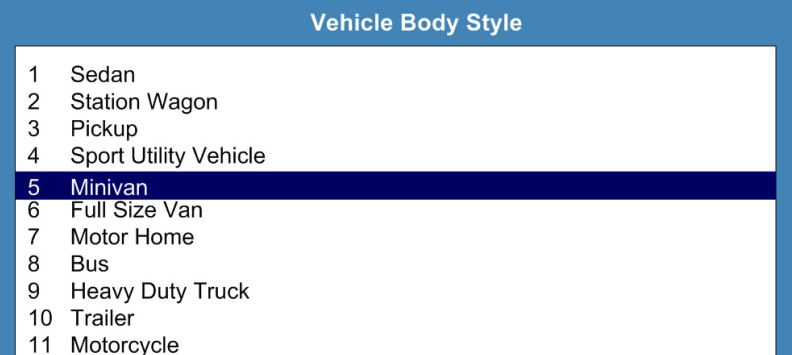 Vehicle Body Style
1 Sedan
2 Station Wagon
3 Pickup
4 Sport Utility Vehicle
5 Minivan
6 Full Size Van
7 Motor Home
8 Bus
9 Heavy Duty Truck
10 Trailer
11 Motorcycle